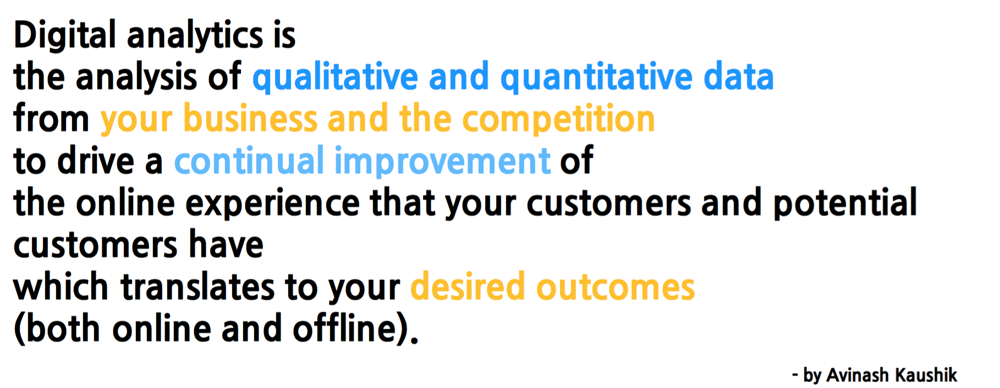 Digital analytics is
the analysis of qualitative and quantitative data
from your business and the competition
to drive a continual improvement of
the online experience that your customers and potential
customers have
which translates to your desired outcomes
(both online and offline).
- by Avinash Kaushik